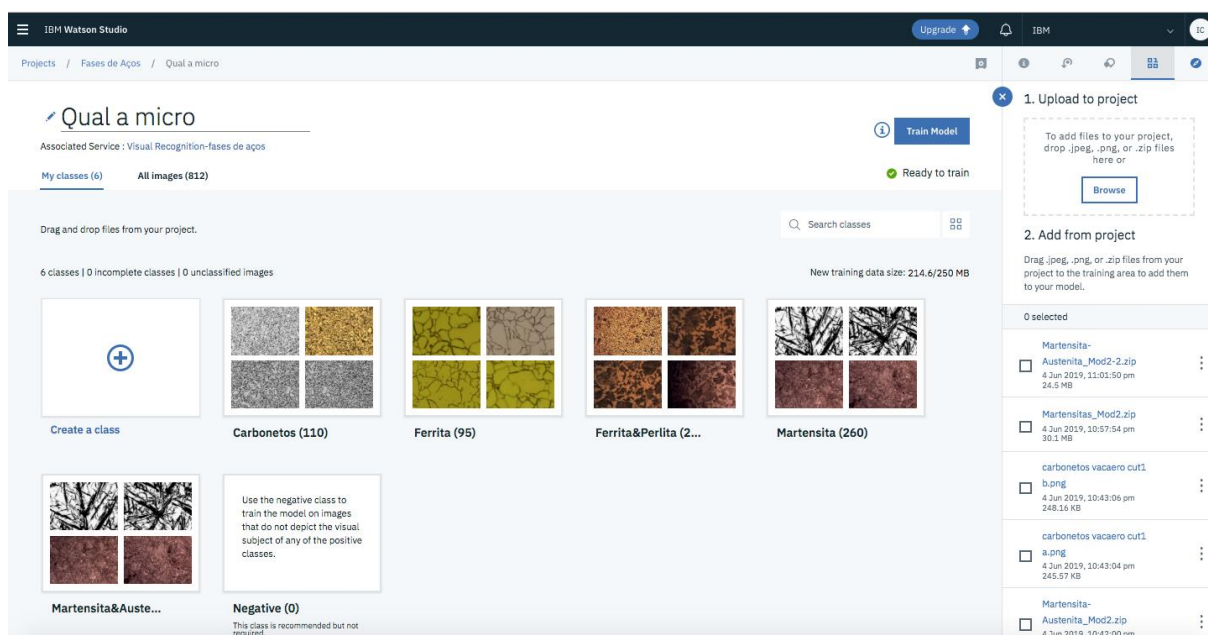 IBM Watson Studio
Upgrade
IBM
IC
Projects / Fases de Aços / Qual a micro
Qual a micro
Train Model
Associated Service : Visual Recognition-fases de aços
My classes (6)
All images (812)
Ready to train
Drag and drop files from your project.
Search classes
6 classes | 0 incomplete classes | 0 unclassified images
New training data size: 214.6/250 MB
Create a class
Carbonetos (110)
Ferrita (95)
Ferrita&Perlita (2...
Martensita (260)
Martensita&Auste...
Use the negative class to
train the model on images
that do not depict the visual
subject of any of the positive
classes.
Negative (0)
This class is recommended but not
required
1. Upload to project
To add files to your project,
drop .jpeg, .png, or .zip files
here or
Browse
2. Add from project
Drag .jpeg, .png, or .zip files from your
project to the training area to add them
to your model.
0 selected
Martensita-
Austenita_Mod2-2.zip
4 Jun 2019, 11:01:50 pm
24.5 MB
Martensitas_Mod2.zip
4 Jun 2019, 10:57:54 pm
30.1 MB
carbonetos vacaero cut1
b.png
4 Jun 2019, 10:43:06 pm
248.16 KB
carbonetos vacaero cut1
a.png
4 Jun 2019, 10:43:04 pm
245.57 KB
Martensita-
Austenita_Mod2.zip
4 Jun 2019, 10:42:00 pm